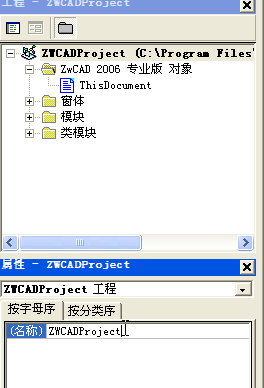 工程 - ZWCADProject
ZWCADProject (C:\Program Files
ZwCAD 2006 专业版 对象
ThisDocument
窗体
模块
类模块
属性 - ZWCADProject
ZWCADProject 工程
按字母序 按分类序
(名称) ZWCADProject